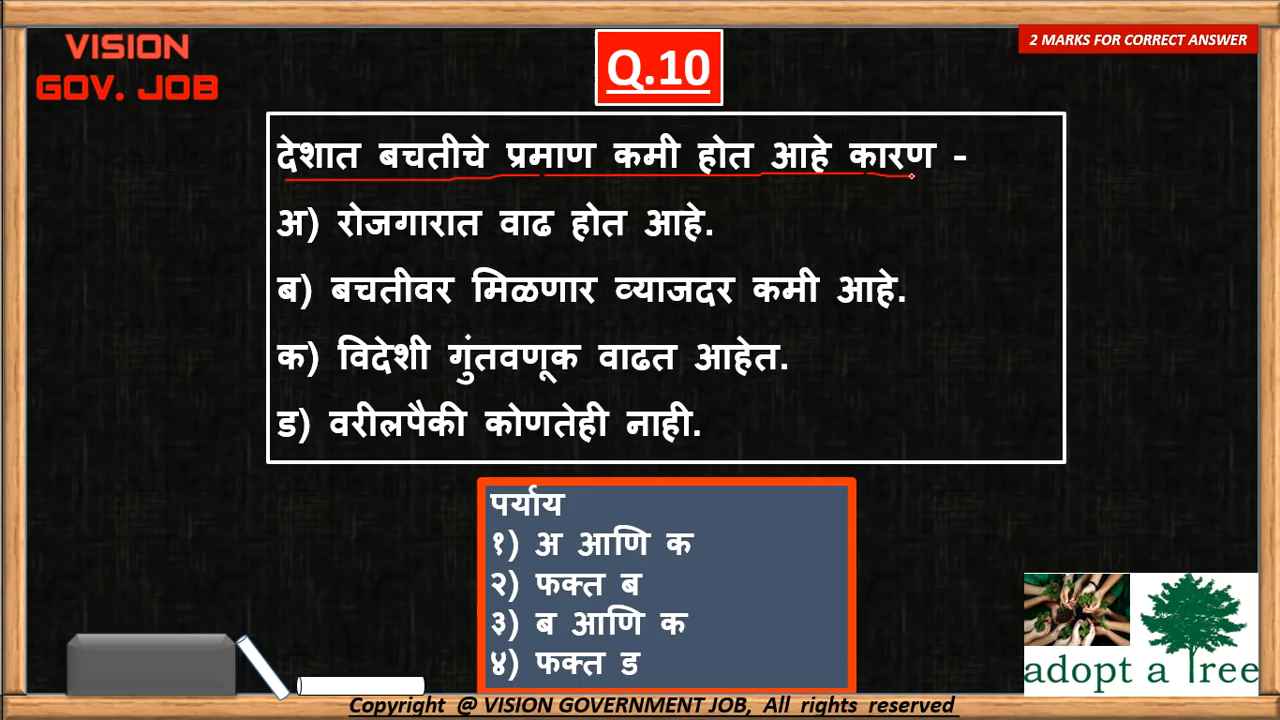 VISION
GOV. JOB
Q.10
2 MARKS FOR CORRECT ANSWER
देशात बचतीचे प्रमाण कमी होत आहे कारण -
अ) रोजगारात वाढ होत आहे.
ब) बचतीवर मिळणार व्याजदर कमी आहे.
क) विदेशी गुंतवणूक वाढत आहेत.
ड) वरीलपैकी कोणतेही नाही.
पर्याय
१) अ आणि क
२) फक्त ब
३) ब आणि क
४) फक्त ड
adopt a Tree
Copyright @ VISION GOVERNMENT JOB, All rights reserved